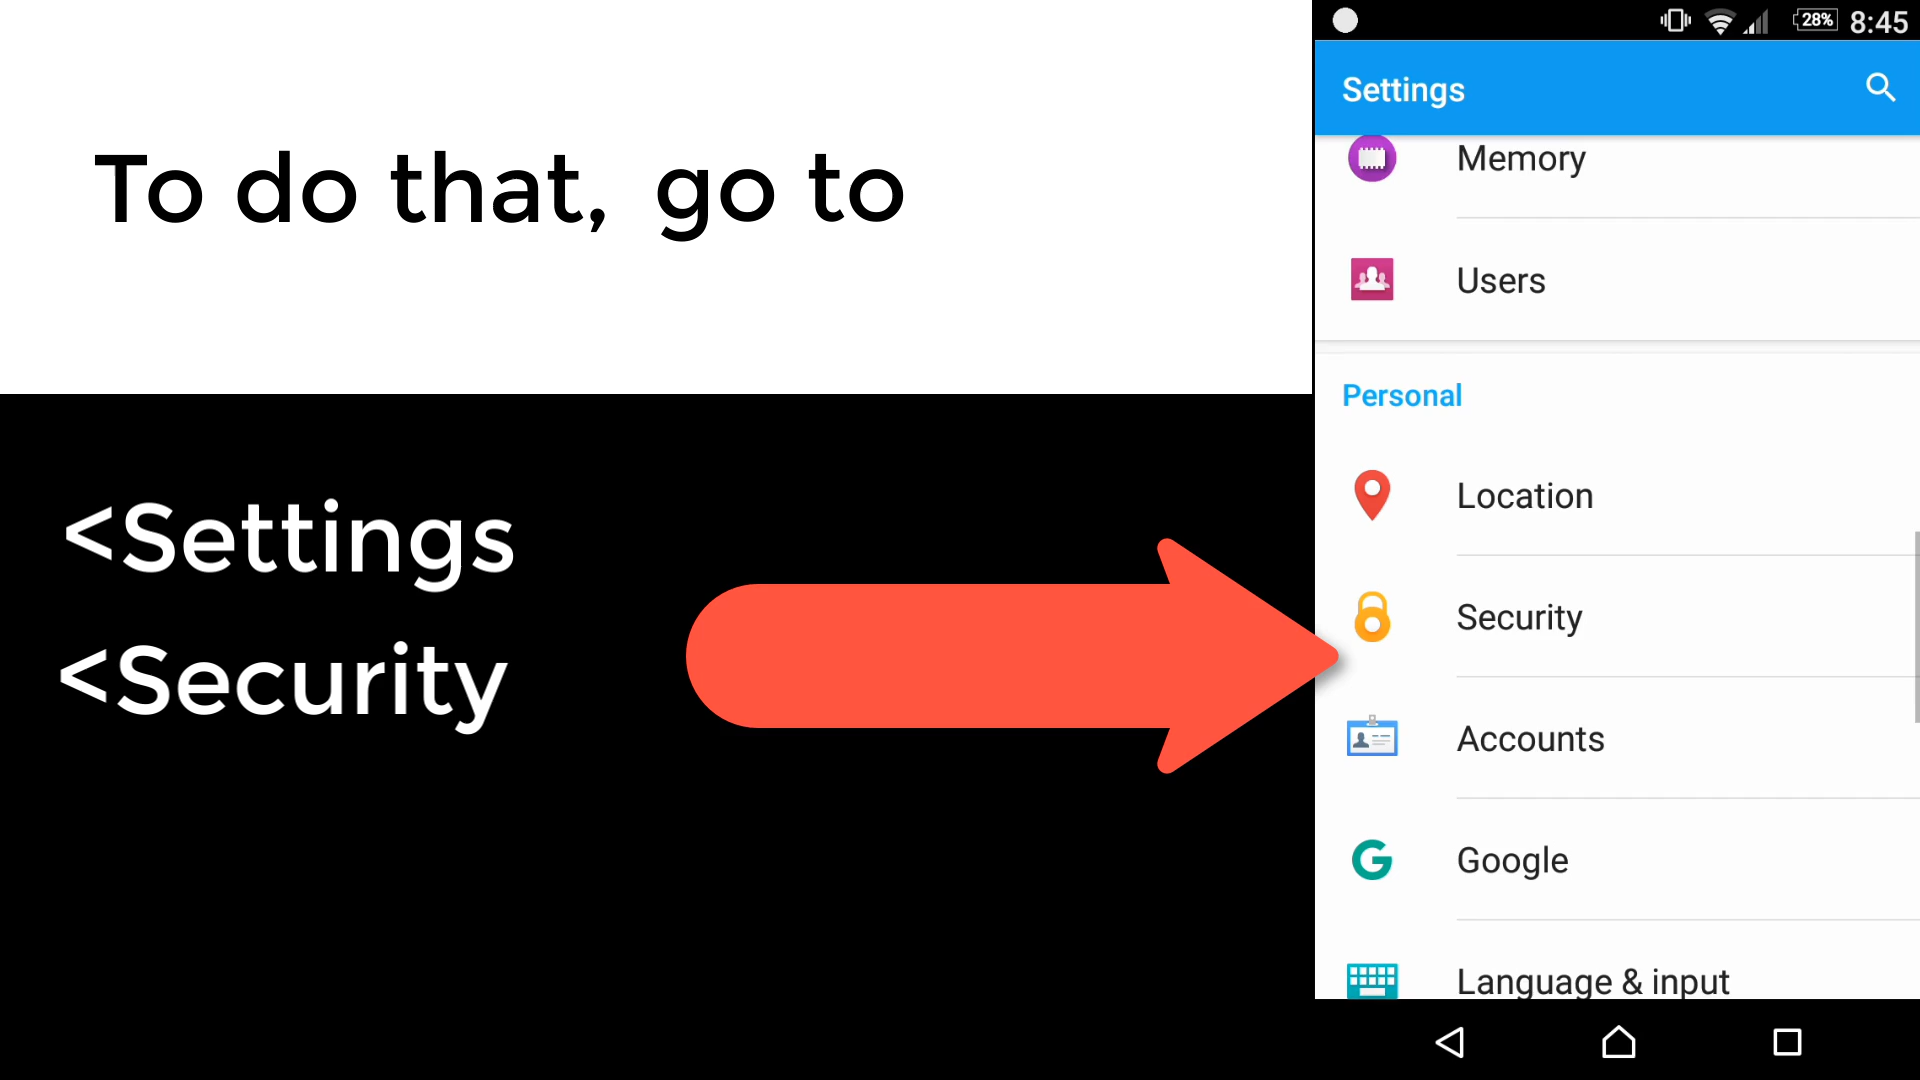 To do that, go to
<Settings
<Security
28% 8:45
Settings
Memory
Users
Personal
Location
Security
Accounts
Google
Language & input